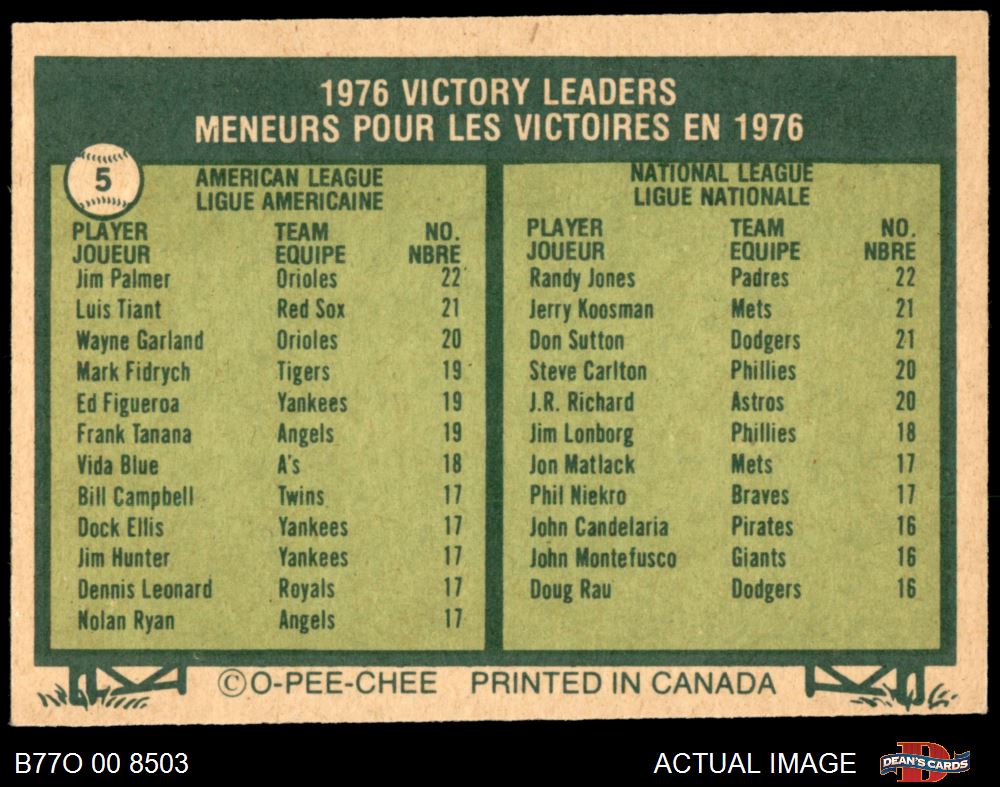 1976 VICTORY LEADERS
MENEURS POUR LES VICTOIRES EN 1976
5
AMERICAN LEAGUE
LIGUE AMERICAINE
PLAYER TEAM NO.
JOUEUR EQUIPE NBRE
Jim Palmer Orioles 22
Luis Tiant Red Sox 21
Wayne Garland Orioles 20
Mark Fidrych Tigers 19
Ed Figueroa Yankees 19
Frank Tanana Angels 19
Vida Blue A's 18
Bill Campbell Twins 17
Dock Ellis Yankees 17
Jim Hunter Yankees 17
Dennis Leonard Royals 17
Nolan Ryan Angels 17
NATIONAL LEAGUE
LIGUE NATIONALE
PLAYER TEAM NO.
JOUEUR EQUIPE NBRE
Randy Jones Padres 22
Jerry Koosman Mets 21
Don Sutton Dodgers 21
Steve Carlton Phillies 20
J.R. Richard Astros 20
Jim Lonborg Phillies 18
Jon Matlack Mets 17
Phil Niekro Braves 17
John Candelaria Pirates 16
John Montefusco Giants 16
Doug Rau Dodgers 16
©O-PEE-CHEE PRINTED IN CANADA
B77O 00 8503 ACTUAL IMAGE
DEAN'S CARDS